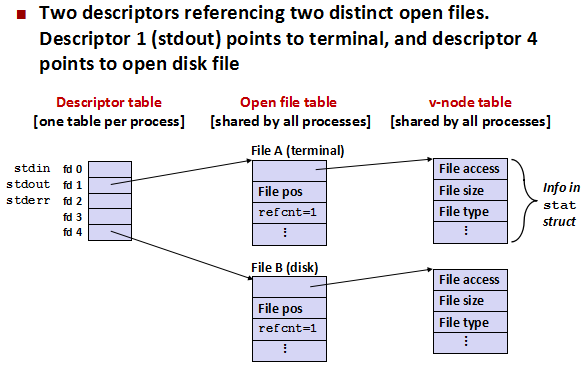 Two descriptors referencing two distinct open files.
Descriptor 1 (stdout) points to terminal, and descriptor 4
points to open disk file
Descriptor table
[one table per process]
Open file table
[shared by all processes]
v-node table
[shared by all processes]
stdin fd 0
stdout fd 1
stderr fd 2
fd 3
fd 4
File A (terminal)
File pos
refcnt=1
⋮
File access
File size
File type
⋮
Info in
stat
struct
File B (disk)
File pos
refcnt=1
⋮
File access
File size
File type
⋮